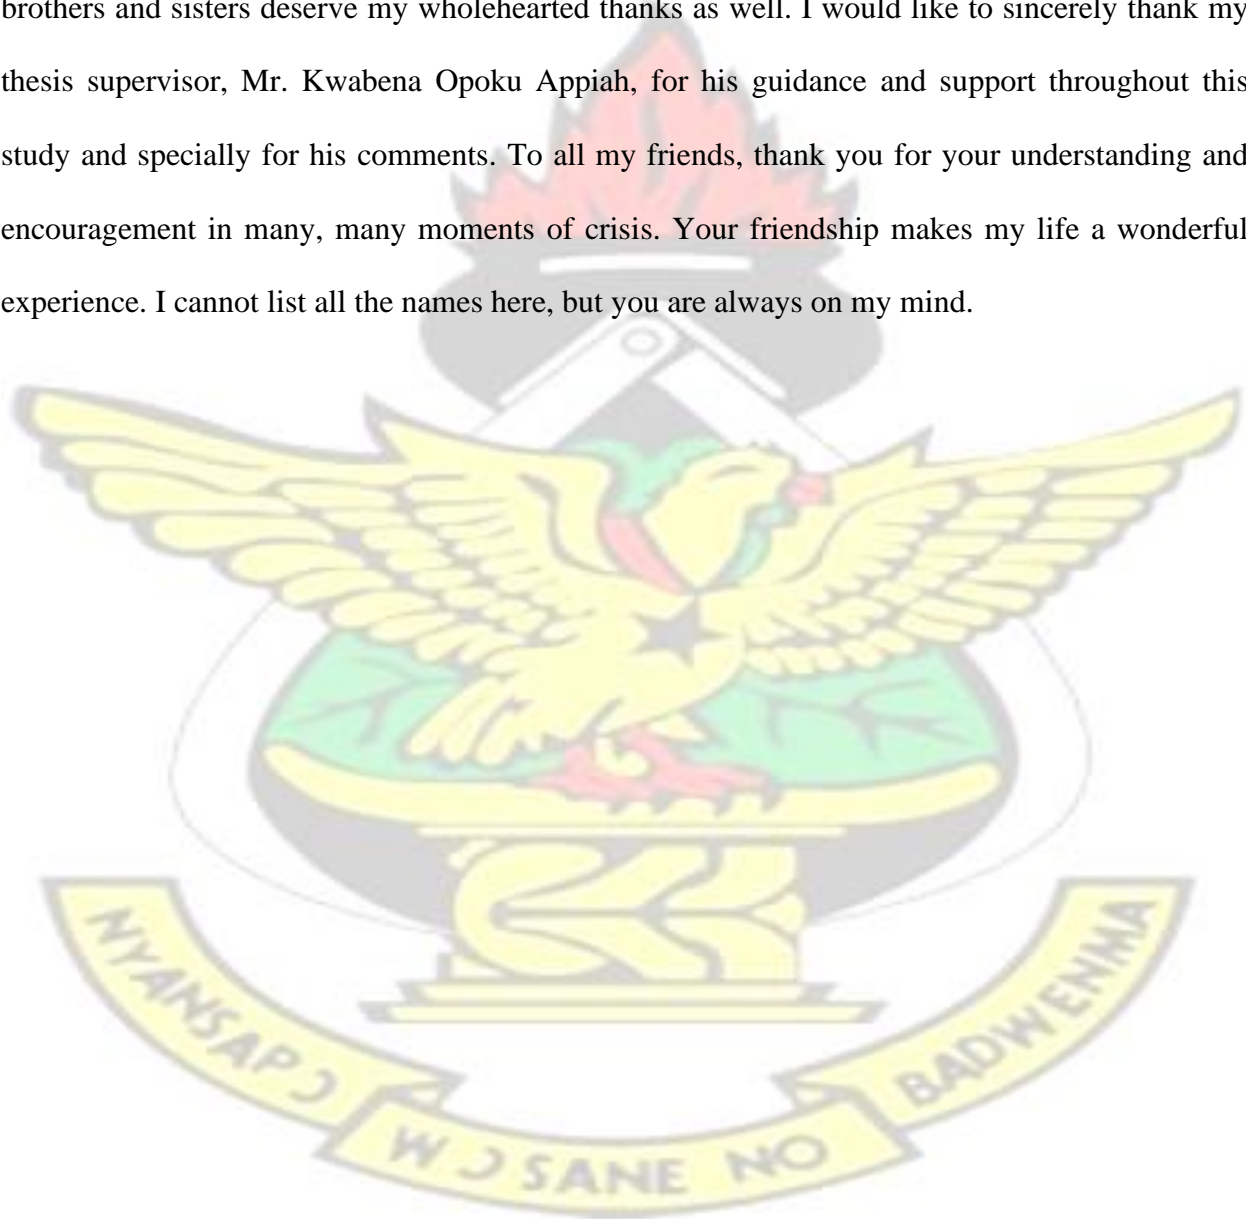 brothers and sisters deserve my wholehearted thanks as well. I would like to sincerely thank my
thesis supervisor, Mr. Kwabena Opoku Appiah, for his guidance and support throughout this
study and specially for his comments. To all my friends, thank you for your understanding and
encouragement in many, many moments of crisis. Your friendship makes my life a wonderful
experience. I cannot list all the names here, but you are always on my mind.
NYANSAPƆ
WƆSANE NO
BADWENMA